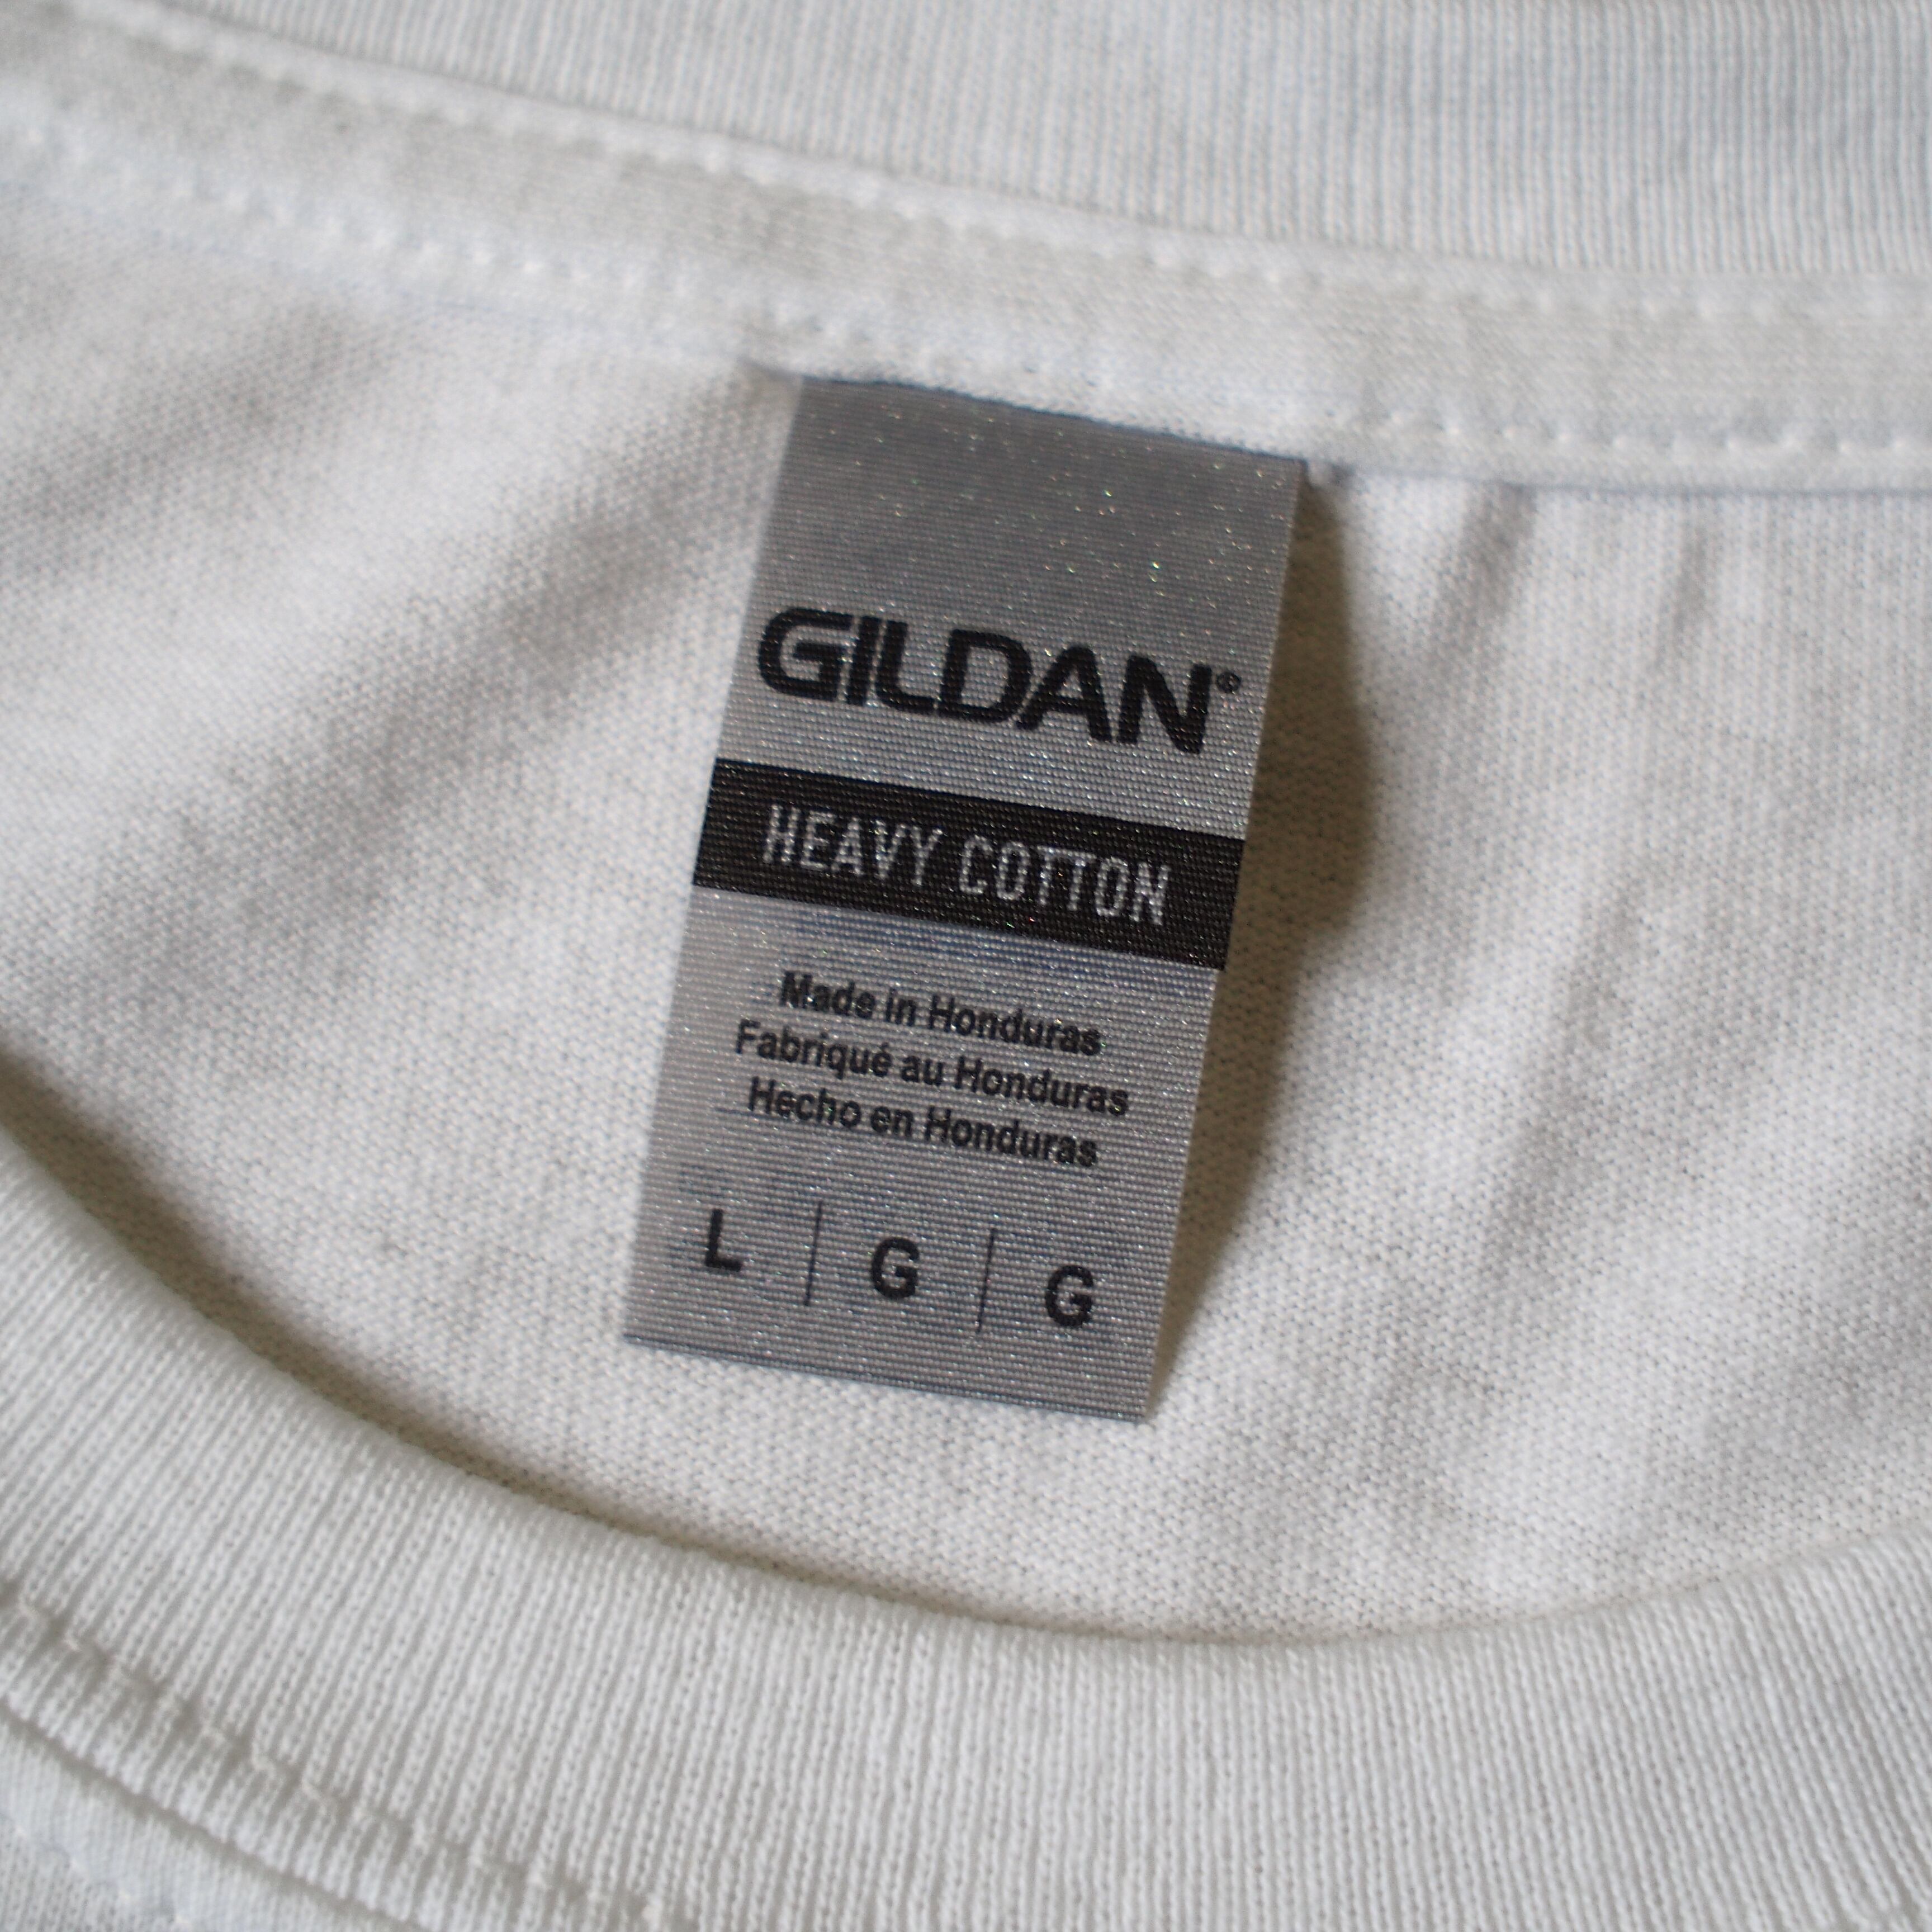 GILDAN®
HEAVY COTTON
Made in Honduras
Fabriqué au Honduras
Hecho en Honduras
L | G | G